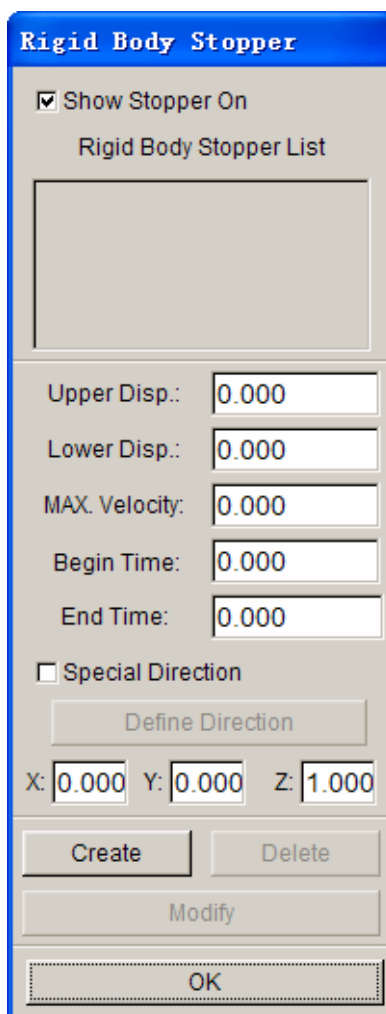 Rigid Body Stopper
Show Stopper On
Rigid Body Stopper List
Upper Disp.: 0.000
Lower Disp.: 0.000
MAX. Velocity: 0.000
Begin Time: 0.000
End Time: 0.000
Special Direction
Define Direction
X: 0.000 Y: 0.000 Z: 1.000
Create Delete
Modify
OK